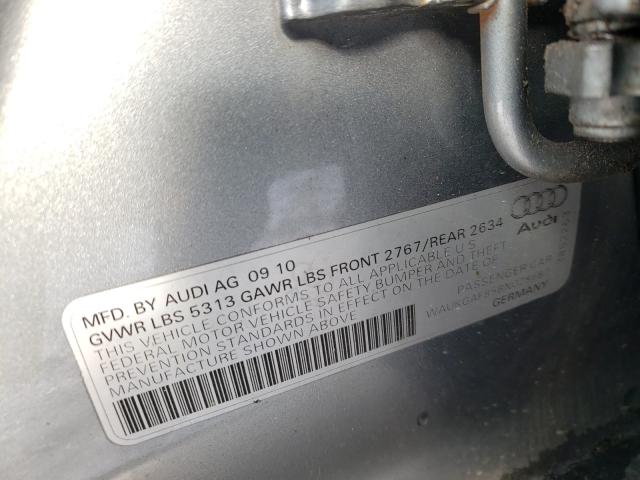 MFD. BY AUDI AG 09 10
GVWR LBS 5313 GAWR LBS FRONT 2767/REAR 2634
THIS VEHICLE CONFORMS TO ALL APPLICABLE U.S.
FEDERAL MOTOR VEHICLE SAFETY BUMPER AND THEFT
PREVENTION STANDARDS IN EFFECT ON THE DATE OF
MANUFACTURE SHOWN ABOVE
Audi
PASSENGER CAR
GERMANY